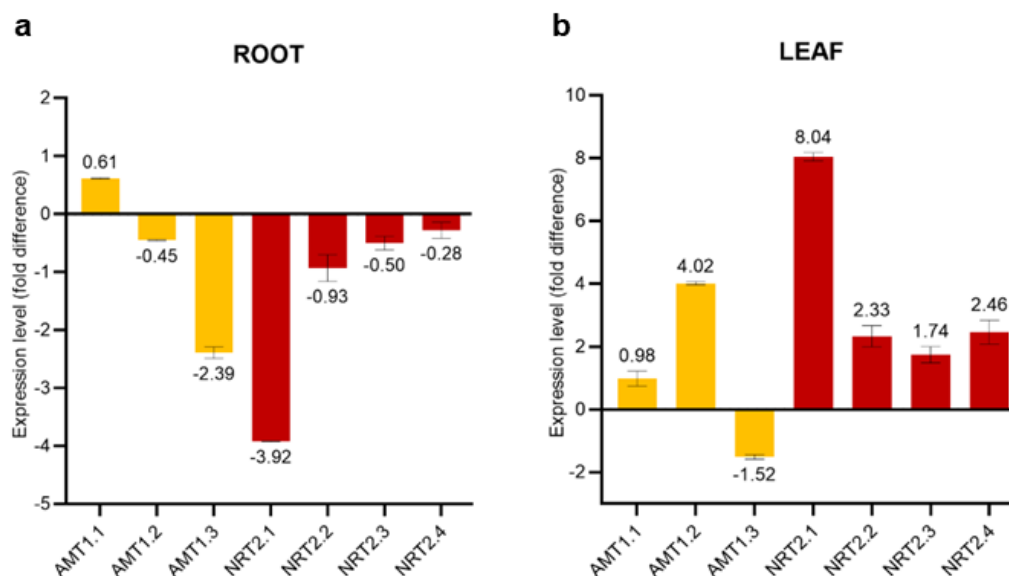 a
ROOT
Expression level (fold difference)
2
1
0
-1
-2
-3
-4
-5
0.61
-0.45
-2.39
-3.92
-0.93
-0.50
-0.28
AMT1.1
AMT1.2
AMT1.3
NRT2.1
NRT2.2
NRT2.3
NRT2.4
b
LEAF
Expression level (fold difference)
10
8
6
4
2
0
-2
0.98
4.02
-1.52
8.04
2.33
1.74
2.46
AMT1.1
AMT1.2
AMT1.3
NRT2.1
NRT2.2
NRT2.3
NRT2.4